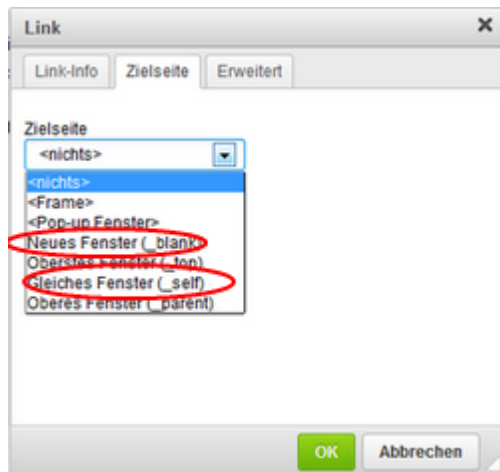 Link
Link-Info Zielseite Erweitert
Zielseite
<nichts>
<nichts>
<Frame>
<Pop-up Fenster>
Neues Fenster (_blank)
Oberstes Fenster (_top)
Gleiches Fenster (_self)
Oberes Fenster (_parent)
OK Abbrechen